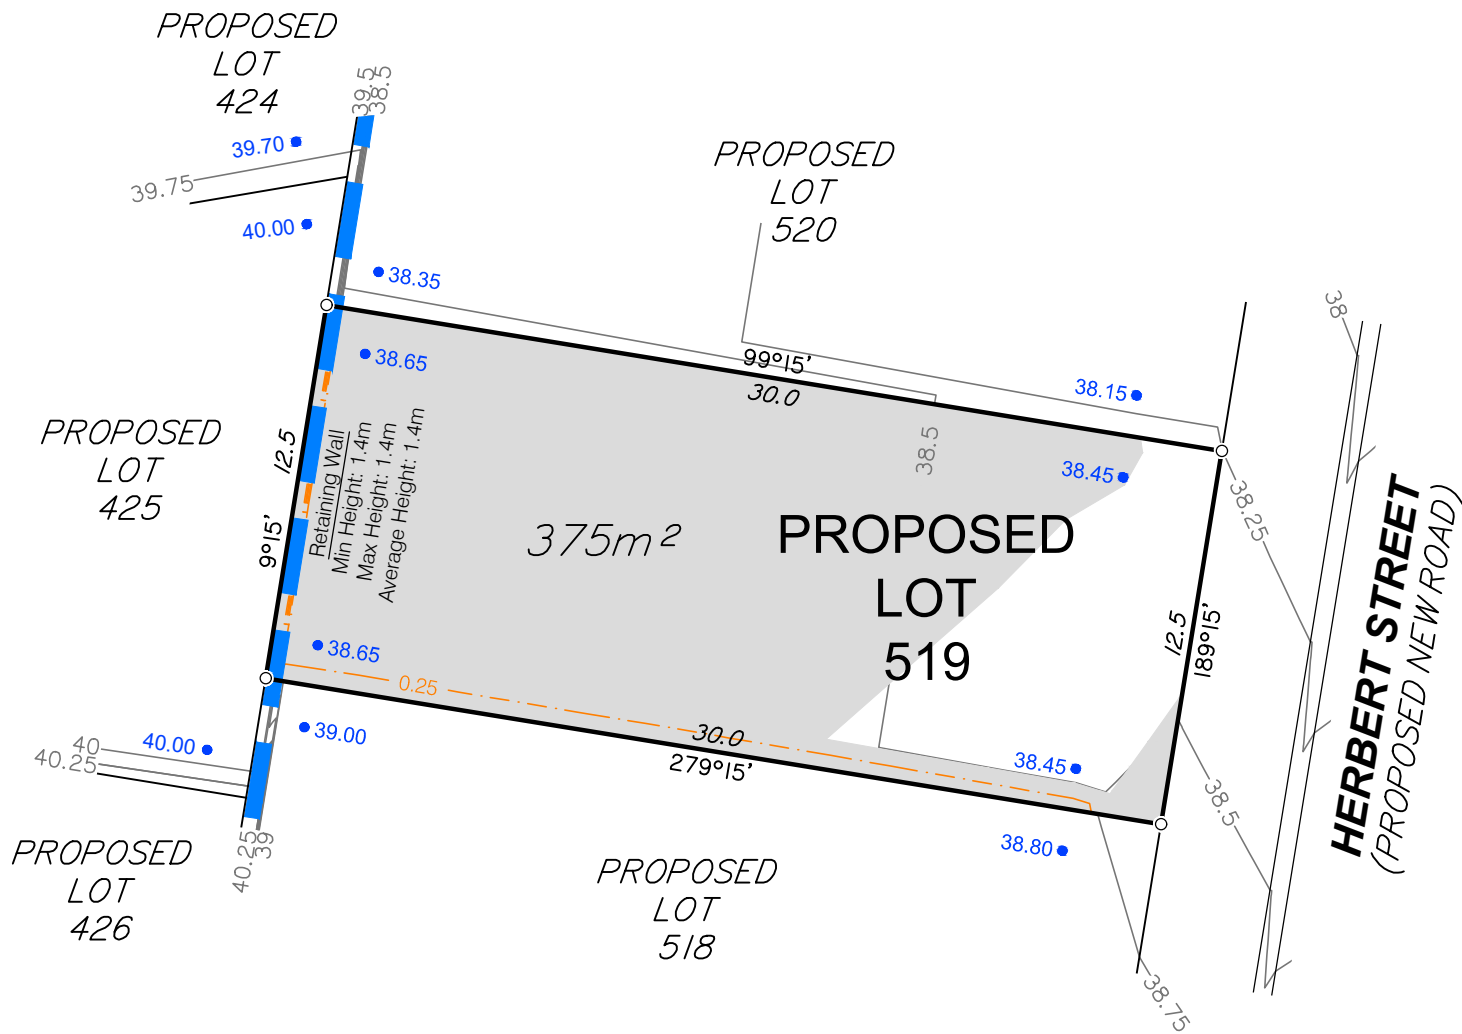 PROPOSED
LOT
424
39.5
38.5
39.70
39.75
40.00
PROPOSED
LOT
520
38.35
38.65
99°15'
30.0
38.15
38
PROPOSED
LOT
425
12.5
9°15'
Retaining Wall
Min Height: 1.4m
Max Height: 1.4m
Average Height: 1.4m
38.5
38.45
375m²
PROPOSED
LOT
519
38.25
HERBERT STREET
(PROPOSED NEW ROAD)
12.5
189°15'
38.65
0.25
39.00
30.0
279°15'
38.45
38.5
40
40.00
40.25
40.25
39
PROPOSED
LOT
426
38.80
PROPOSED
LOT
518
38.75